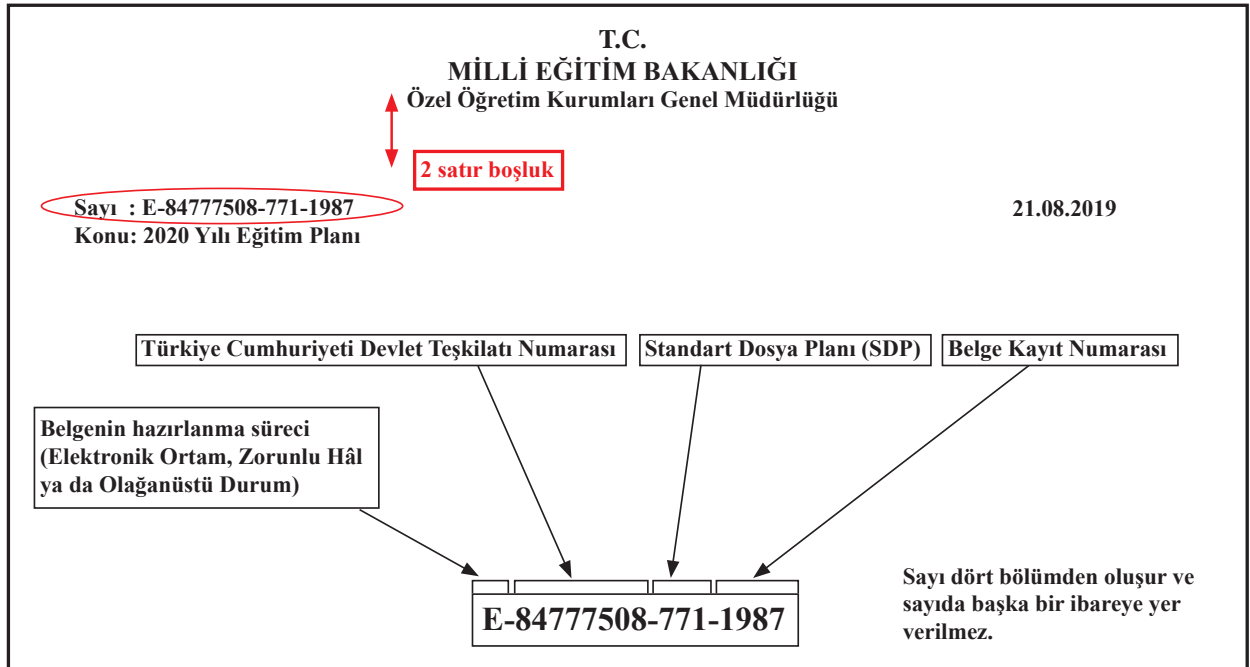 T.C.
MİLLİ EĞİTİM BAKANLIĞI
Özel Öğretim Kurumları Genel Müdürlüğü
2 satır boşluk
Sayı : E-84777508-771-1987 21.08.2019
Konu: 2020 Yılı Eğitim Planı
Türkiye Cumhuriyeti Devlet Teşkilatı Numarası Standart Dosya Planı (SDP) Belge Kayıt Numarası
Belgenin hazırlanma süreci
(Elektronik Ortam, Zorunlu Hâl
ya da Olağanüstü Durum)
E-84777508-771-1987
Sayı dört bölümden oluşur ve
sayıda başka bir ibareye yer
verilmez.